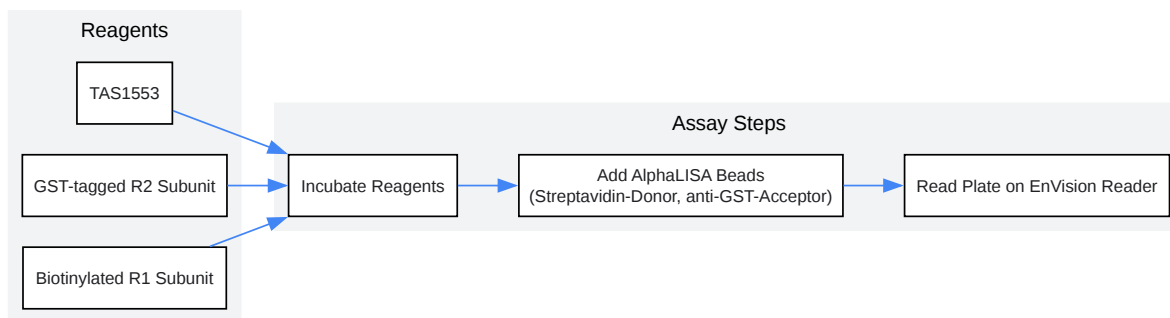 Reagents
TAS1553
GST-tagged R2 Subunit
Biotinylated R1 Subunit
Assay Steps
Incubate Reagents
Add AlphaLISA Beads
(Streptavidin-Donor, anti-GST-Acceptor)
Read Plate on EnVision Reader